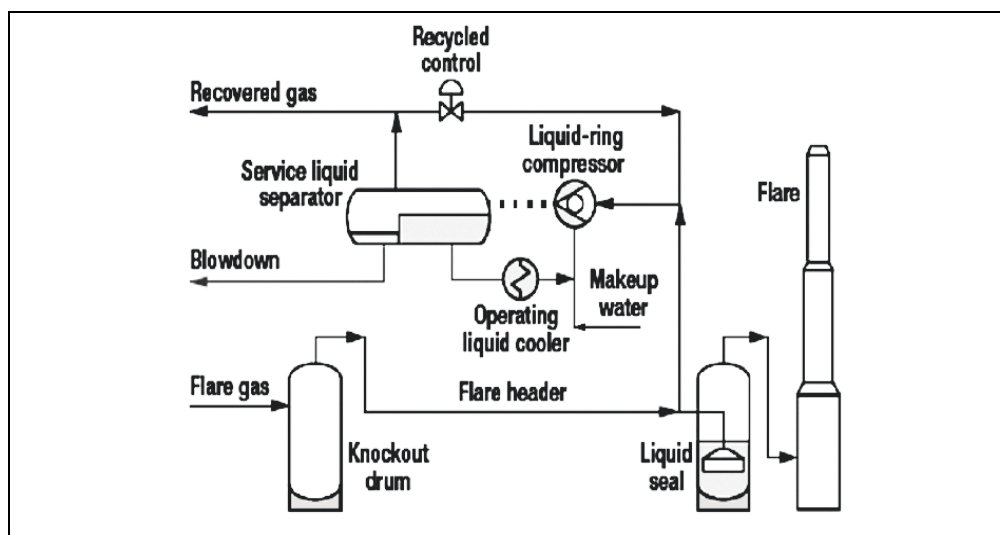 Recycled
control
Recovered gas
Liquid-ring
compressor
Service liquid
separator
Flare
Blowdown
Makeup
water
Operating
liquid cooler
Flare gas
Flare header
Knockout
drum
Liquid
seal